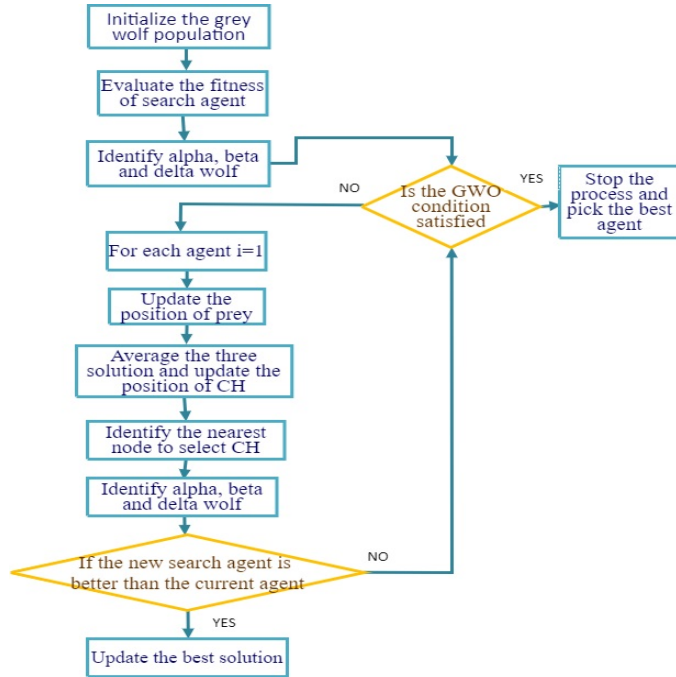 Initialize the grey
wolf population
Evaluate the fitness
of search agent
Identify alpha, beta
and delta wolf
Is the GWO
condition
satisfied
YES
Stop the
process and
pick the best
agent
NO
For each agent i=1
Update the
position of prey
Average the three
solution and update the
position of CH
Identify the nearest
node to select CH
Identify alpha, beta
and delta wolf
If the new search agent is
better than the current agent
NO
YES
Update the best solution